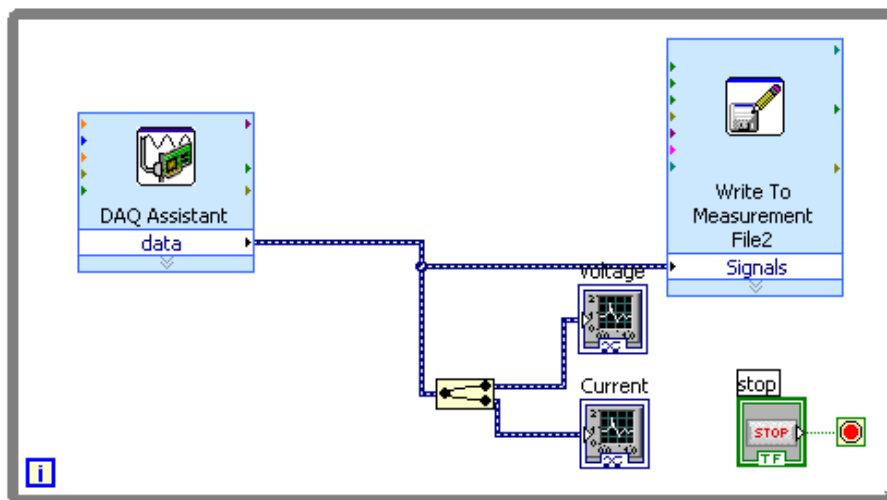 DAQ Assistant
data
Write To
Measurement
File2
Signals
Voltage
Current
stop
STOP
TF
i